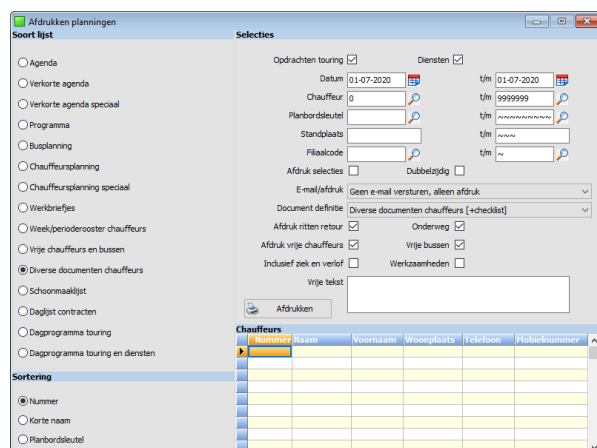 Afdrukken planningen
Soort lijst
Agenda
Verkorte agenda
Verkorte agenda speciaal
Programma
Busplanning
Chauffeursplanning
Chauffeursplanning speciaal
Werkbriefjes
Week/perioderooster chauffeurs
Vrije chauffeurs en bussen
Diverse documenten chauffeurs
Schoonmaaklijst
Daglijst contracten
Dagprogramma touring
Dagprogramma touring en diensten
Sortering
Nummer
Korte naam
Planbordsleutel
Selecties
Opdrachten touring Diensten
Datum 01-07-2020 t/m 01-07-2020
Chauffeur 0 t/m 9999999
Planbordsleutel t/m ~~~~~~~~~
Standplaats t/m ~~~
Filiaalcode t/m ~
Afdruk selecties Dubbelzijdig
E-mail/afdruk Geen e-mail versturen, alleen afdruk
Document definitie Diverse documenten chauffeurs [+checklist]
Afdruk ritten retour Onderweg
Afdruk vrije chauffeurs Vrije bussen
Inclusief ziek en verlof Werkzaamheden
Vrije tekst
Afdrukken
Chauffeurs
Nummer Naam Voornaam Woonplaats Telefoon Mobielnummer